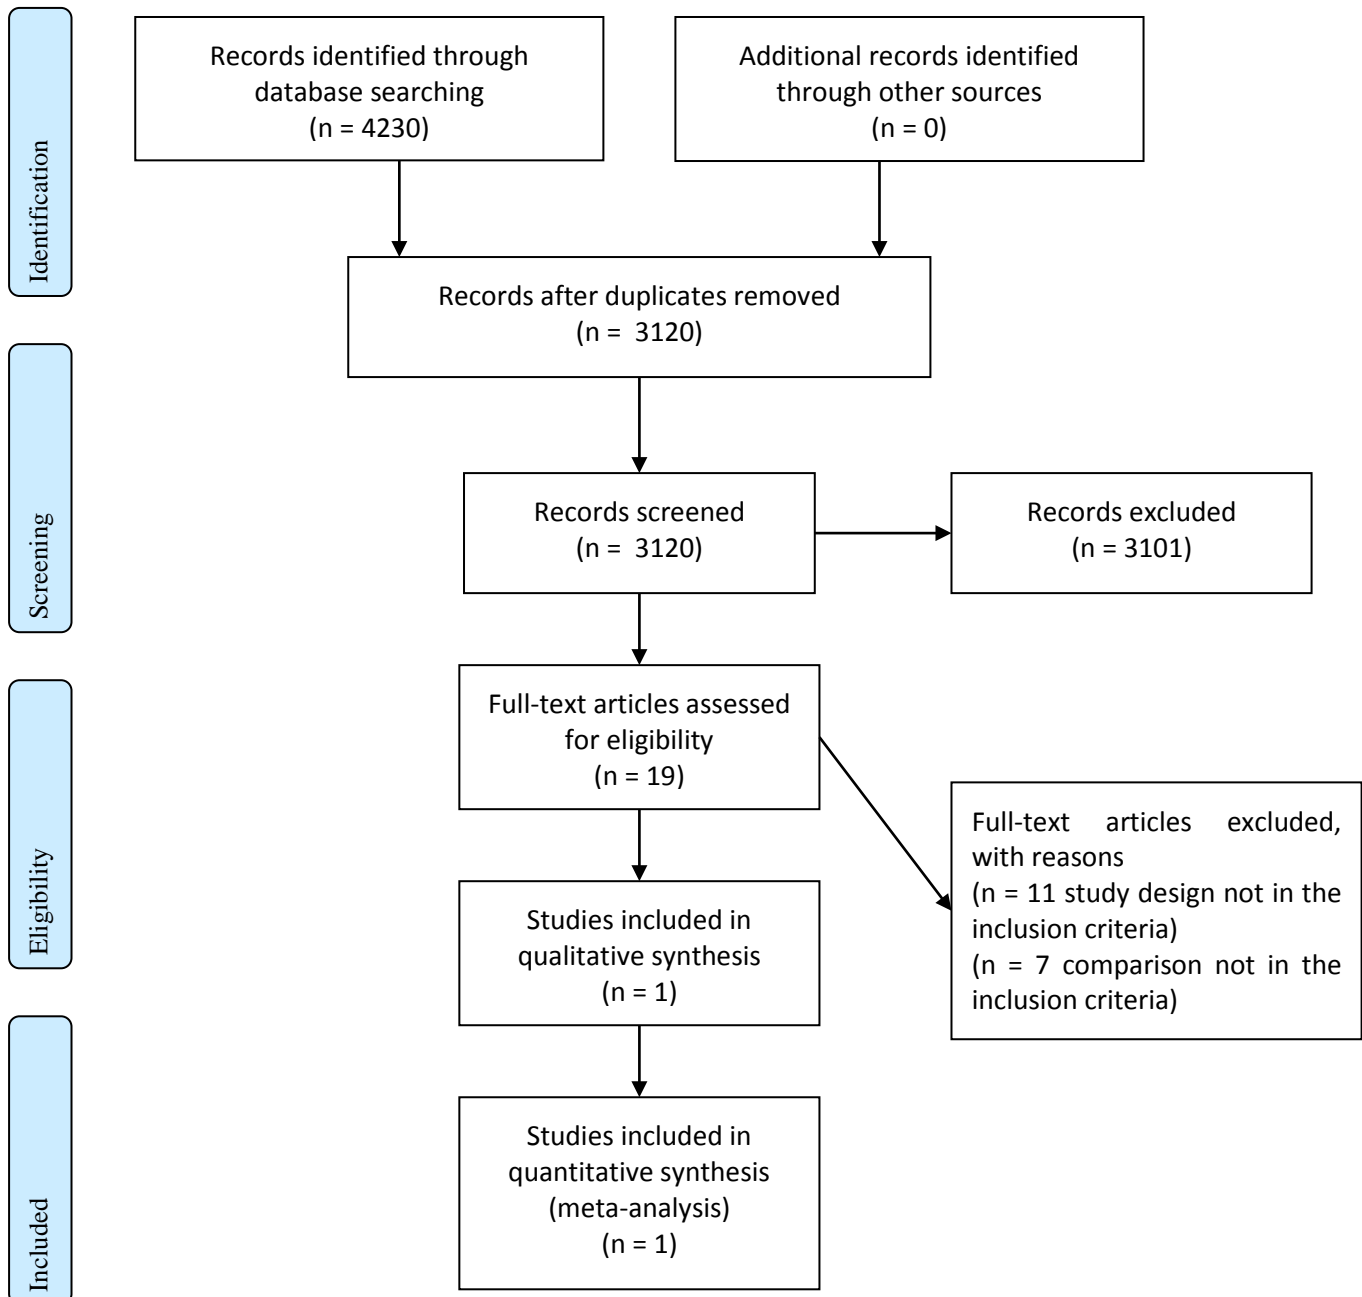 Identification
Records identified through
database searching
(n = 4230)
Additional records identified
through other sources
(n = 0)
Records after duplicates removed
(n = 3120)
Screening
Records screened
(n = 3120)
Records excluded
(n = 3101)
Eligibility
Full-text articles assessed
for eligibility
(n = 19)
Full-text articles excluded,
with reasons
(n = 11 study design not in the
inclusion criteria)
(n = 7 comparison not in the
inclusion criteria)
Studies included in
qualitative synthesis
(n = 1)
Included
Studies included in
quantitative synthesis
(meta-analysis)
(n = 1)